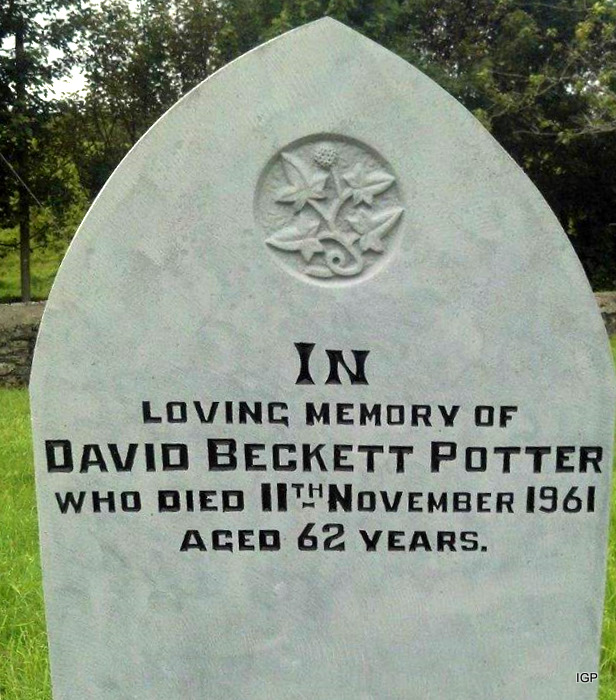 IN
LOVING MEMORY OF
DAVID BECKETT POTTER
WHO DIED 11TH NOVEMBER 1961
AGED 62 YEARS.
IGP